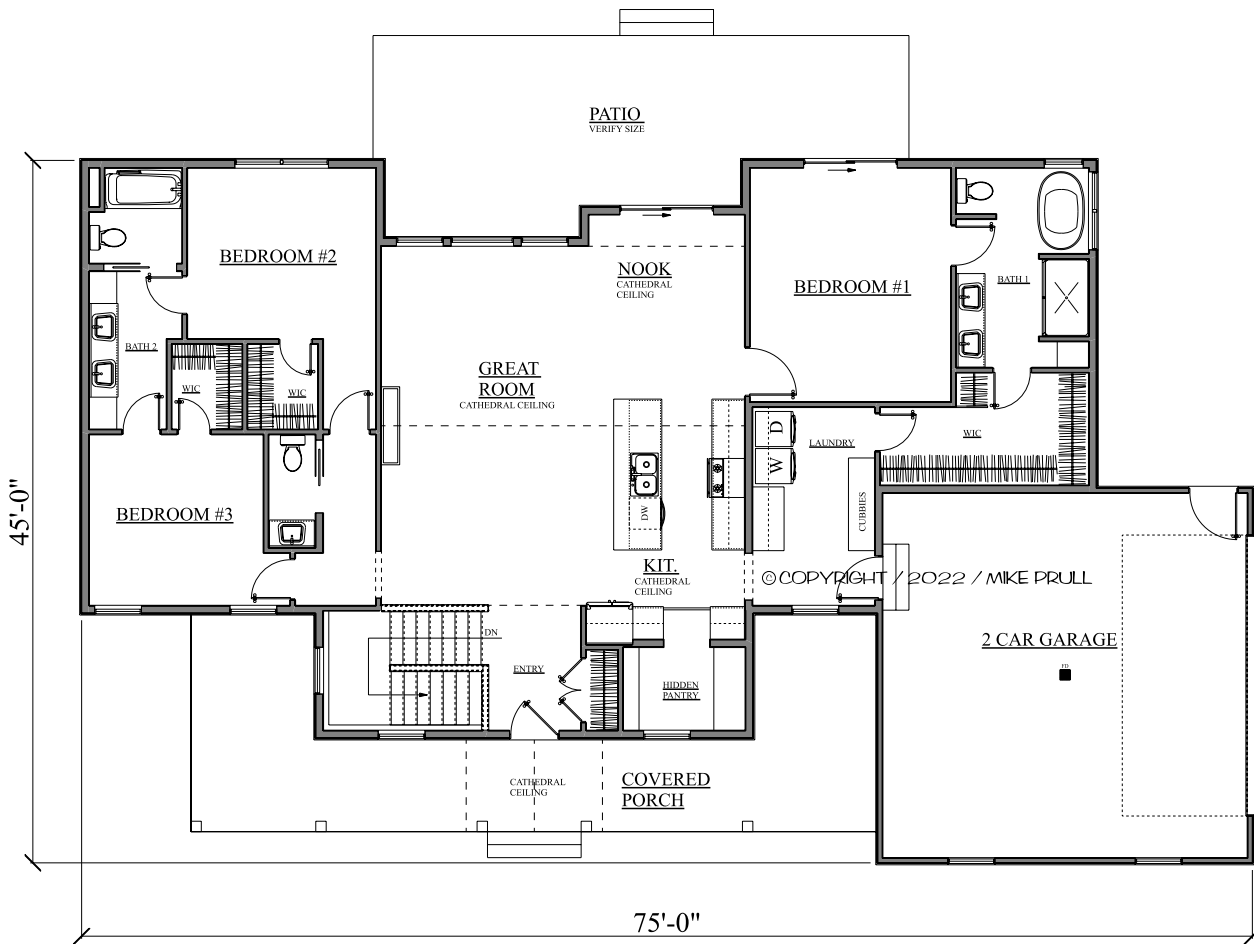 PATIO
VERIFY SIZE
BEDROOM #2
NOOK
CATHEDRAL
CEILING
BEDROOM #1
BATH 1
BATH 2
WIC
WIC
GREAT
ROOM
CATHEDRAL CEILING
D
W
LAUNDRY
WIC
CUBBIES
DW
BEDROOM #3
45'-0"
KIT.
CATHEDRAL
CEILING
© COPYRIGHT / 2022 / MIKE PRULL
2 CAR GARAGE
FD
DN
ENTRY
HIDDEN
PANTRY
CATHEDRAL
CEILING
COVERED
PORCH
75'-0"